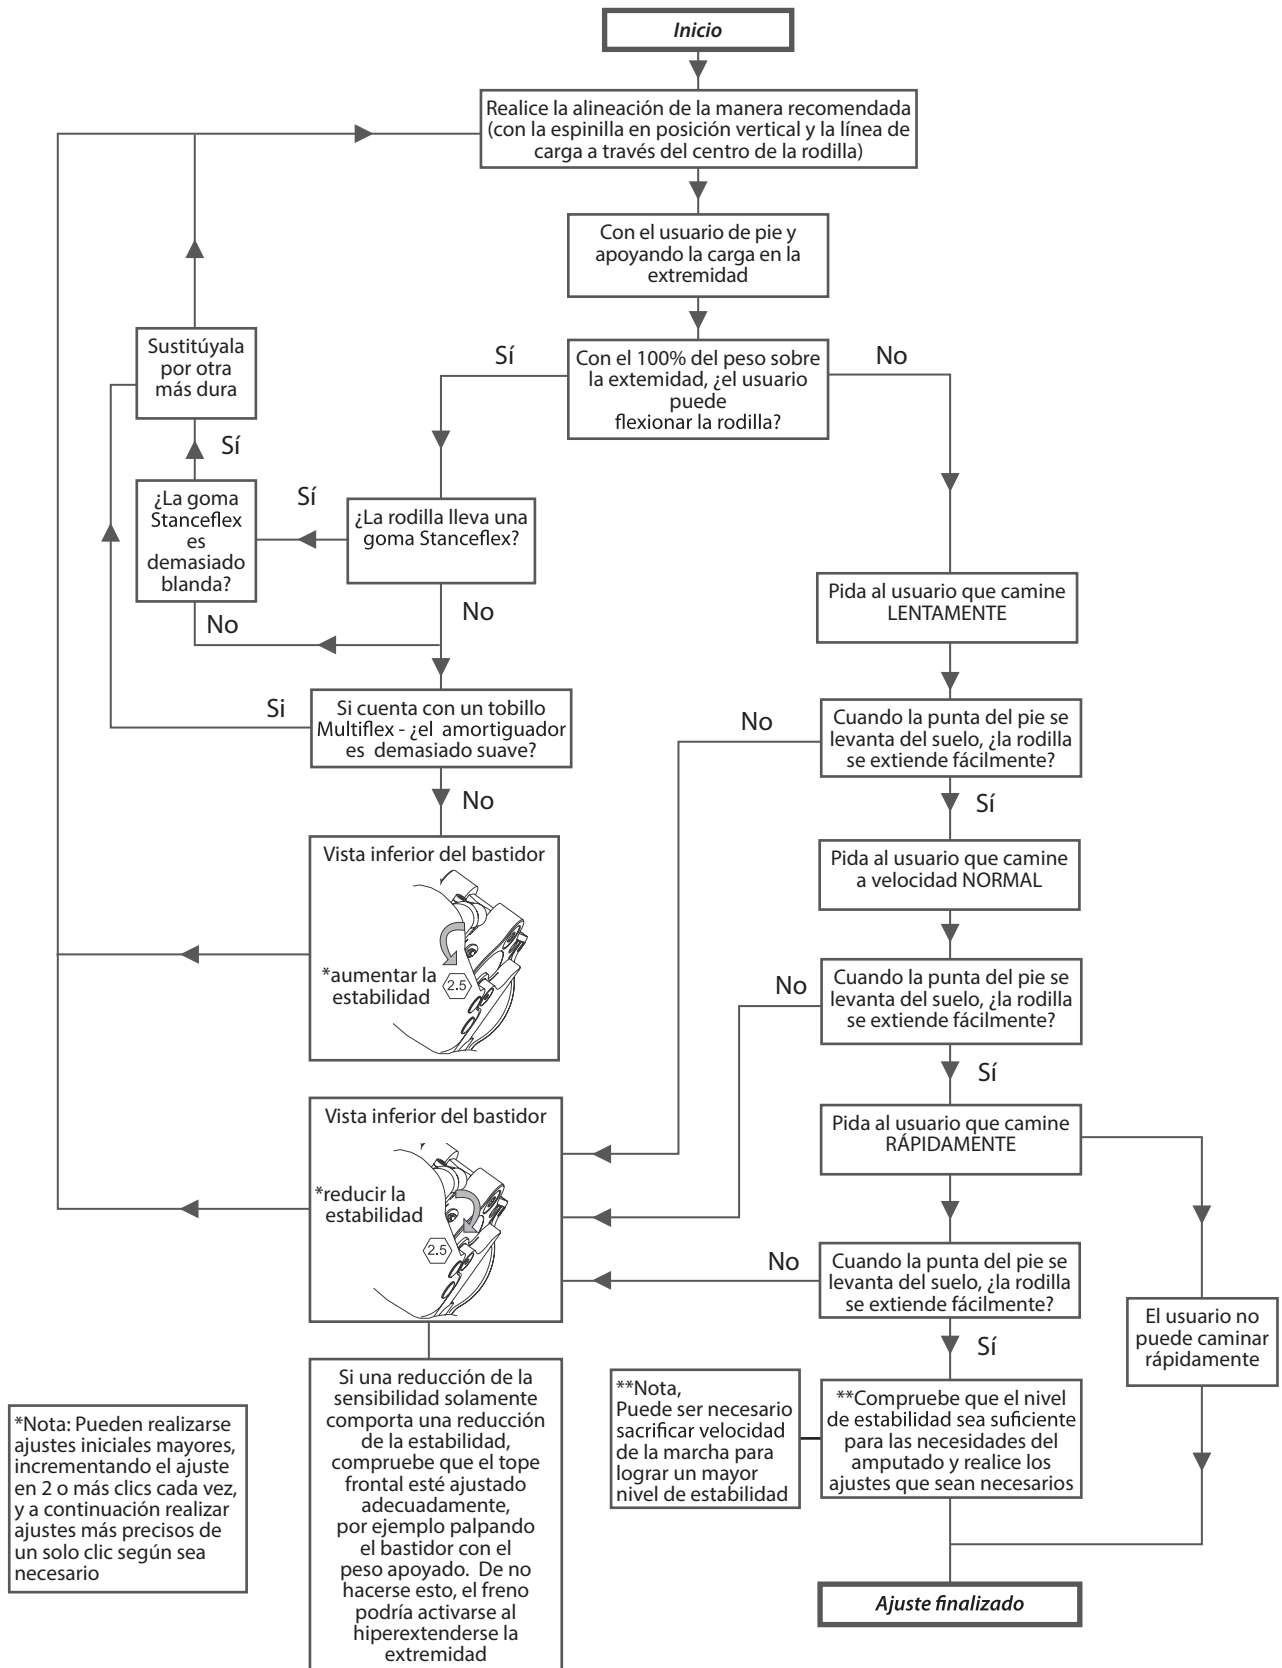 Inicio
Realice la alineación de la manera recomendada
(con la espinilla en posición vertical y la línea de
carga a través del centro de la rodilla)
Con el usuario de pie y
apoyando la carga en la
extremidad
Con el 100% del peso sobre
la extemidad, ¿el usuario
puede
flexionar la rodilla?
Sí
No
Sustitúyala
por otra
más dura
Sí
¿La goma
Stanceflex
es
demasiado
blanda?
Sí
¿La rodilla lleva una
goma Stanceflex?
No
No
Si cuenta con un tobillo
Multiflex - ¿el amortiguador
es demasiado suave?
Si
No
Vista inferior del bastidor
*aumentar la
estabilidad
2.5
Pida al usuario que camine
LENTAMENTE
Cuando la punta del pie se
levanta del suelo, ¿la rodilla
se extiende fácilmente?
No
Sí
Pida al usuario que camine
a velocidad NORMAL
Cuando la punta del pie se
levanta del suelo, ¿la rodilla
se extiende fácilmente?
No
Sí
Pida al usuario que camine
RÁPIDAMENTE
Vista inferior del bastidor
*reducir la
estabilidad
2.5
Cuando la punta del pie se
levanta del suelo, ¿la rodilla
se extiende fácilmente?
No
Sí
El usuario no
puede caminar
rápidamente
Si una reducción de la
sensibilidad solamente
comporta una reducción
de la estabilidad,
compruebe que el tope
frontal esté ajustado
adecuadamente,
por ejemplo palpando
el bastidor con el
peso apoyado. De no
hacerse esto, el freno
podría activarse al
hiperextenderse la
extremidad
**Nota,
Puede ser necesario
sacrificar velocidad
de la marcha para
lograr un mayor
nivel de estabilidad
**Compruebe que el nivel
de estabilidad sea suficiente
para las necesidades del
amputado y realice los
ajustes que sean necesarios
*Nota: Pueden realizarse
ajustes iniciales mayores,
incrementando el ajuste
en 2 o más clics cada vez,
y a continuación realizar
ajustes más precisos de
un solo clic según sea
necesario
Ajuste finalizado